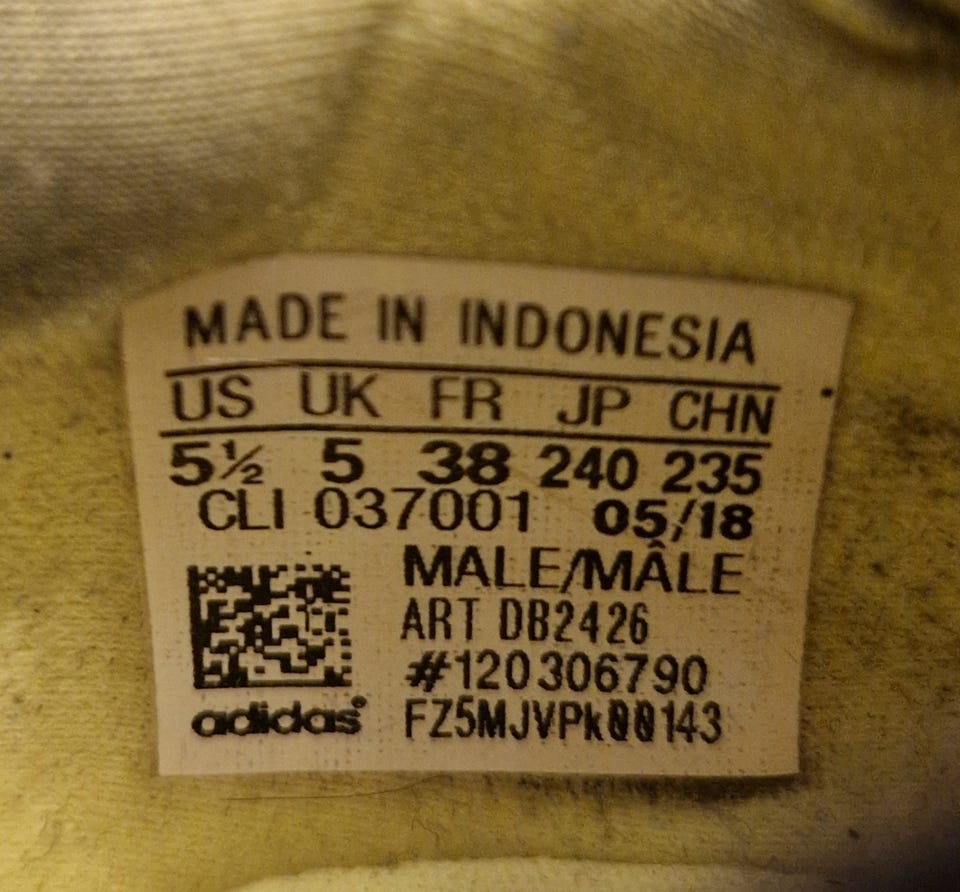 MADE IN INDONESIA
US UK FR JP CHN
5½ 5 38 240 235
CLI 037001 05/18
MALE/MÂLE
ART DB2426
#120306790
adidas® FZ5MJVPk00143